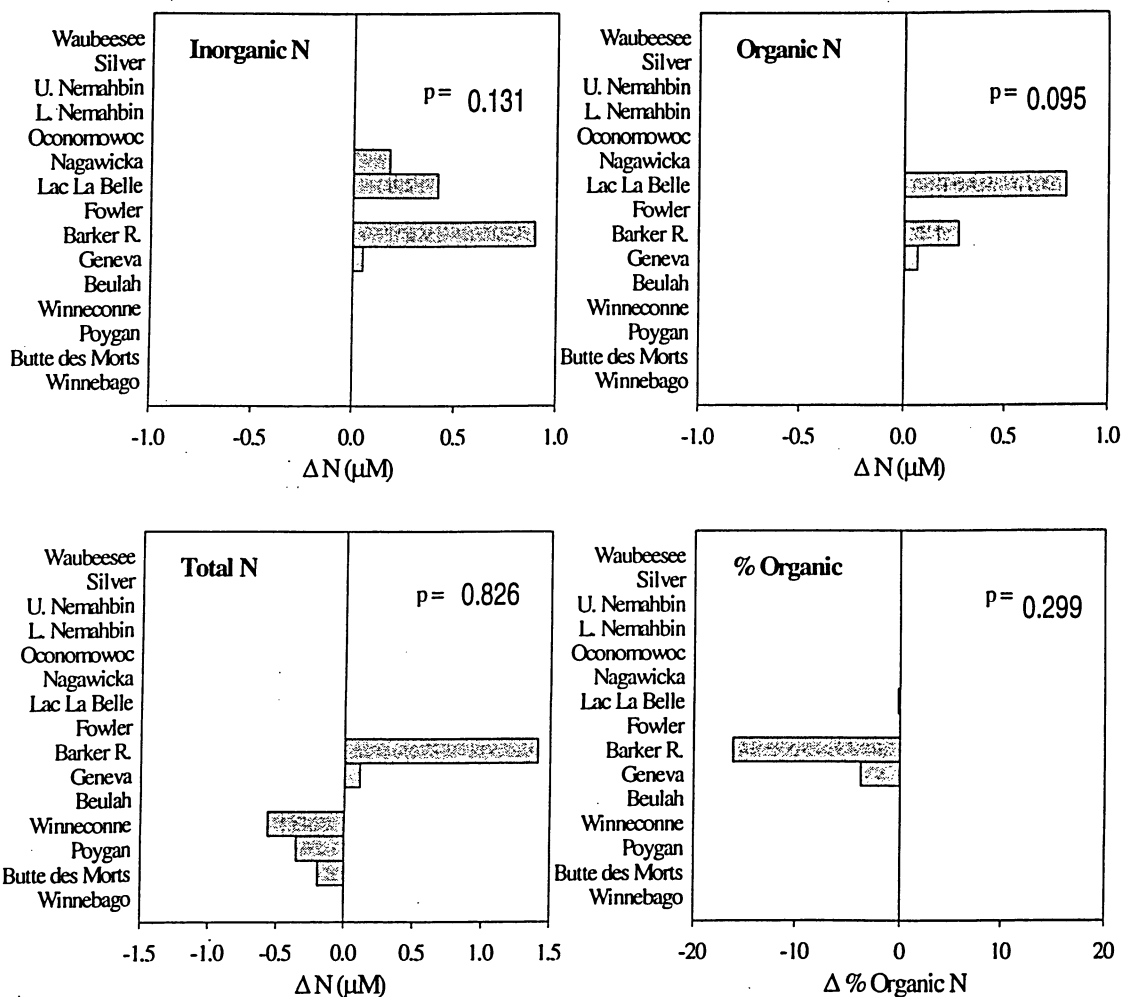 Inorganic N
p = 0.131
Waubeesee
Silver
U. Nemahbin
L. Nemahbin
Oconomowoc
Nagawicka
Lac La Belle
Fowler
Barker R.
Geneva
Beulah
Winneconne
Poygan
Butte des Morts
Winnebago
-1.0 -0.5 0.0 0.5 1.0
Δ N (μM)
Organic N
p = 0.095
Waubeesee
Silver
U. Nemahbin
L. Nemahbin
Oconomowoc
Nagawicka
Lac La Belle
Fowler
Barker R.
Geneva
Beulah
Winneconne
Poygan
Butte des Morts
Winnebago
-1.0 -0.5 0.0 0.5 1.0
Δ N (μM)
Total N
p = 0.826
Waubeesee
Silver
U. Nemahbin
L. Nemahbin
Oconomowoc
Nagawicka
Lac La Belle
Fowler
Barker R.
Geneva
Beulah
Winneconne
Poygan
Butte des Morts
Winnebago
-1.5 -1.0 -0.5 0.0 0.5 1.0 1.5
Δ N (μM)
% Organic
p = 0.299
Waubeesee
Silver
U. Nemahbin
L. Nemahbin
Oconomowoc
Nagawicka
Lac La Belle
Fowler
Barker R.
Geneva
Beulah
Winneconne
Poygan
Butte des Morts
Winnebago
-20 -10 0 10 20
Δ % Organic N